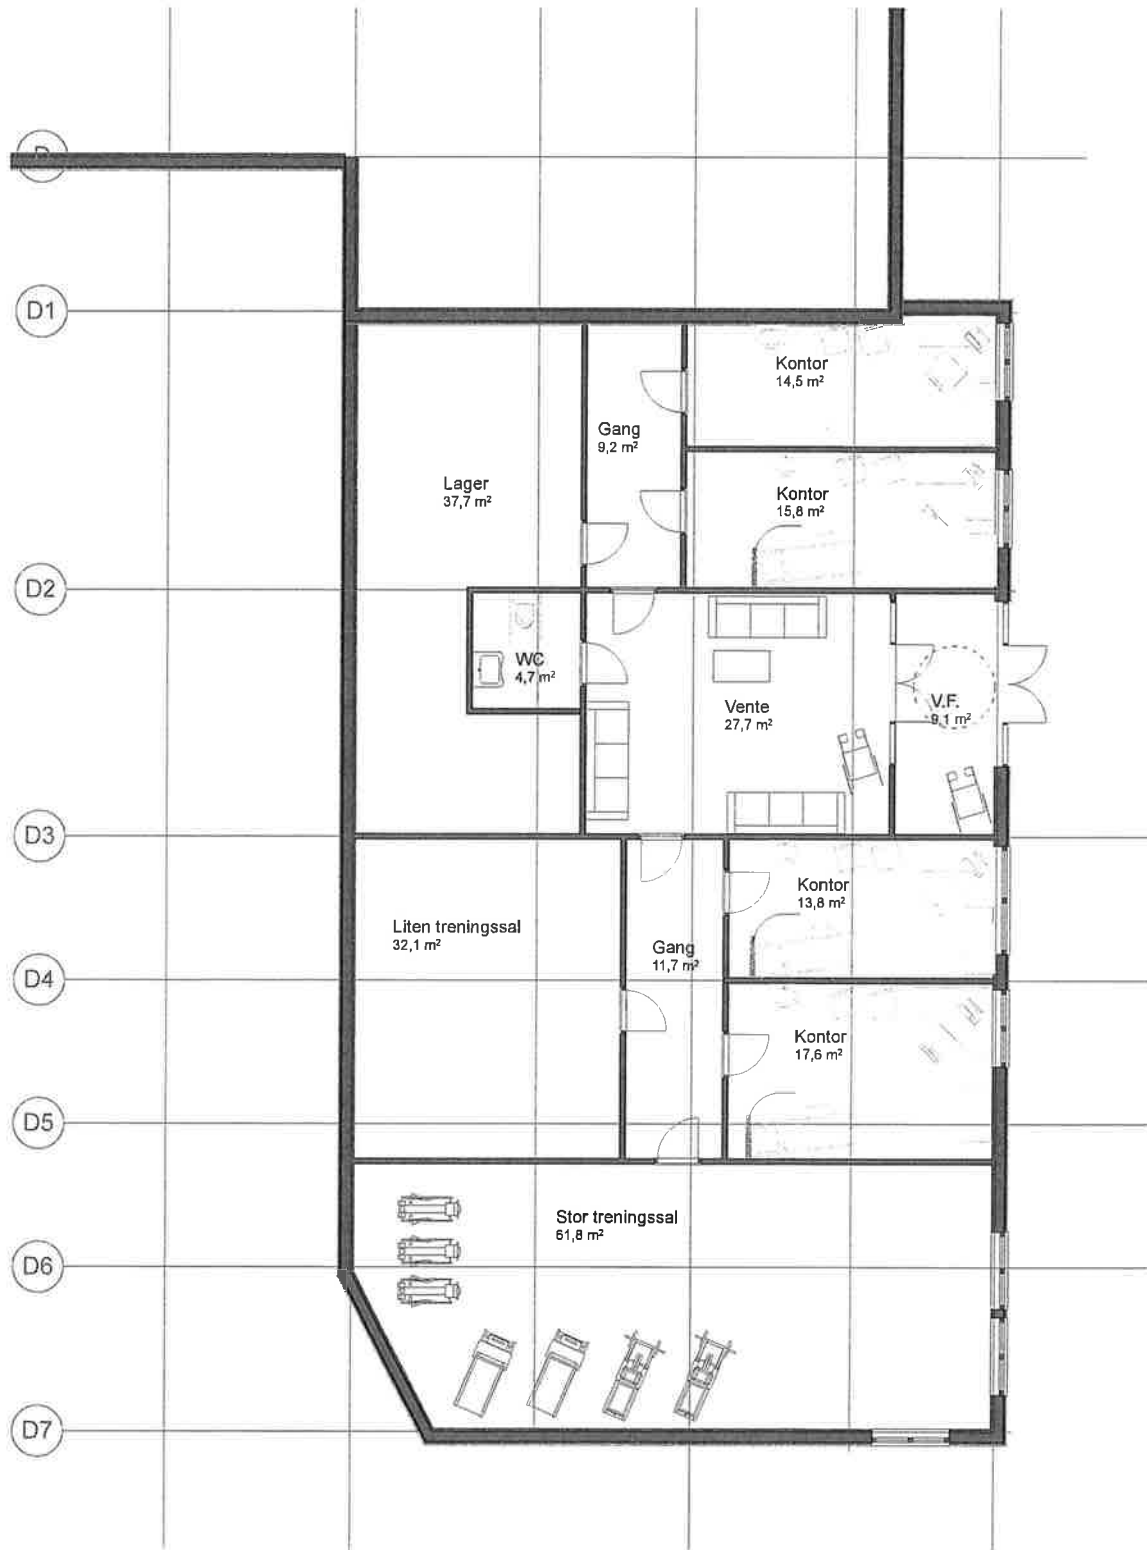 D
D1
Kontor
14,5 m²
Gang
9,2 m²
Lager
37,7 m²
Kontor
15,8 m²
D2
WC
4,7 m²
Vente
27,7 m²
V.F.
9,1 m²
D3
Kontor
13,8 m²
Liten treningssal
32,1 m²
Gang
11,7 m²
D4
Kontor
17,6 m²
D5
Stor treningssal
61,8 m²
D6
D7